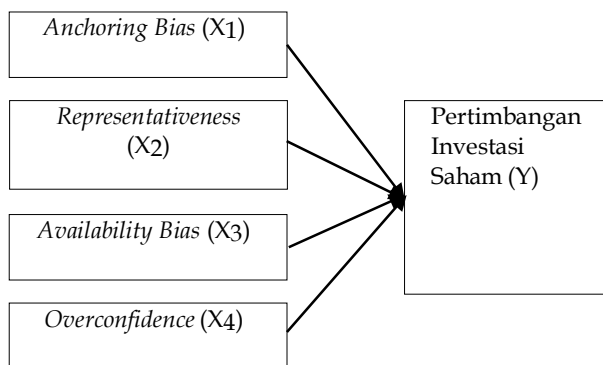 Anchoring Bias (X1)
Representativeness
(X2)
Availability Bias (X3)
Overconfidence (X4)
Pertimbangan
Investasi
Saham (Y)